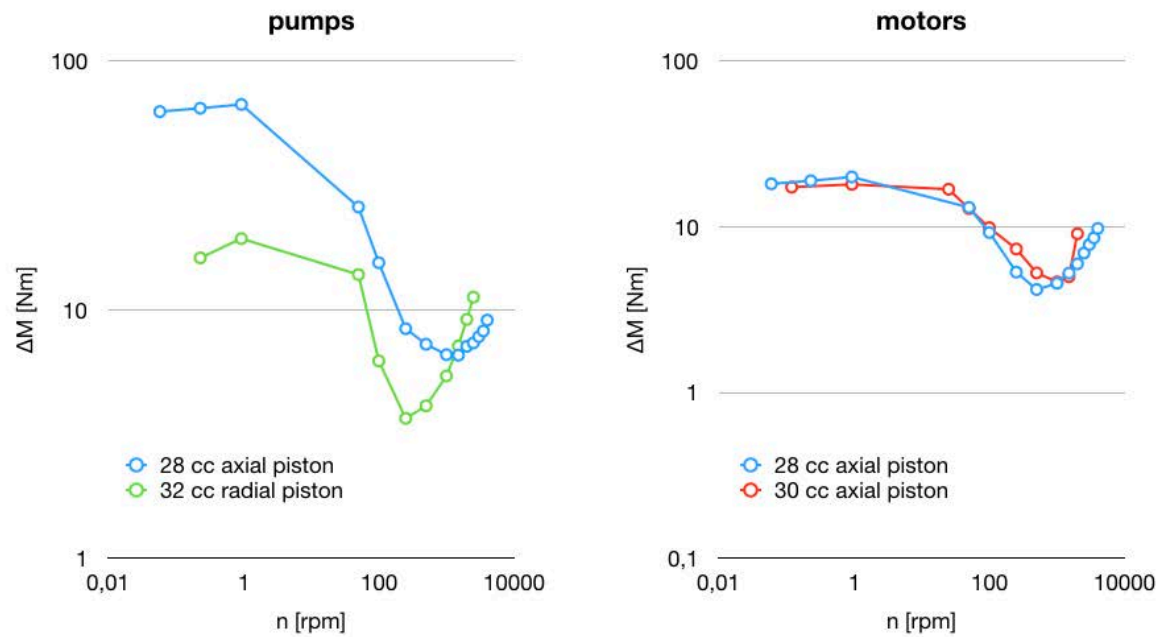 pumps
100
10
1
ΔM [Nm]
28 cc axial piston
32 cc radial piston
0,01 1 100 10000
n [rpm]
motors
100
10
1
0,1
ΔM [Nm]
28 cc axial piston
30 cc axial piston
0,01 1 100 10000
n [rpm]